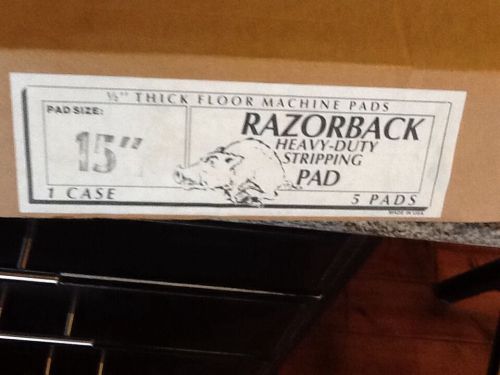 ½" THICK FLOOR MACHINE PADS
PAD SIZE:
15"
RAZORBACK
HEAVY-DUTY
STRIPPING
PAD
1 CASE
5 PADS
MADE IN USA